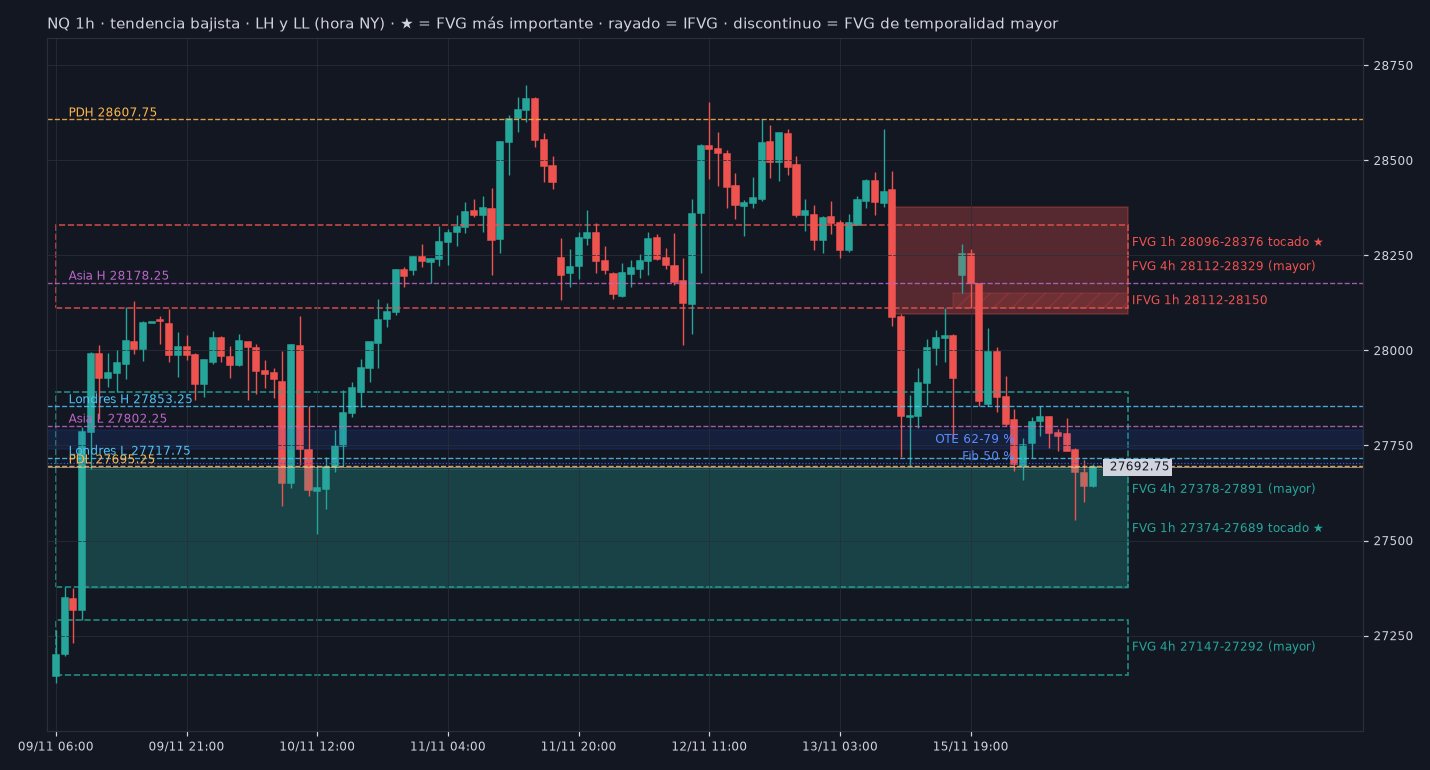 NQ 1h · tendencia bajista · LH y LL (hora NY) · ★ = FVG más importante · rayado = IFVG · discontinuo = FVG de temporalidad mayor
28750
PDH 28607.75
28500
FVG 1h 28096-28376 tocado ★
FVG 4h 28112-28329 (mayor)
28250
Asia H 28178.25
IFVG 1h 28112-28150
28000
Londres H 27853.25
Asia L 27802.25
OTE 62-79 %
27750
Londres L 27717.75
Fib 50 %
PDL 27695.25
27692.75
FVG 4h 27378-27891 (mayor)
FVG 1h 27374-27689 tocado ★
27500
FVG 4h 27147-27292 (mayor)
27250
09/11 06:00 09/11 21:00 10/11 12:00 11/11 04:00 11/11 20:00 12/11 11:00 13/11 03:00 15/11 19:00